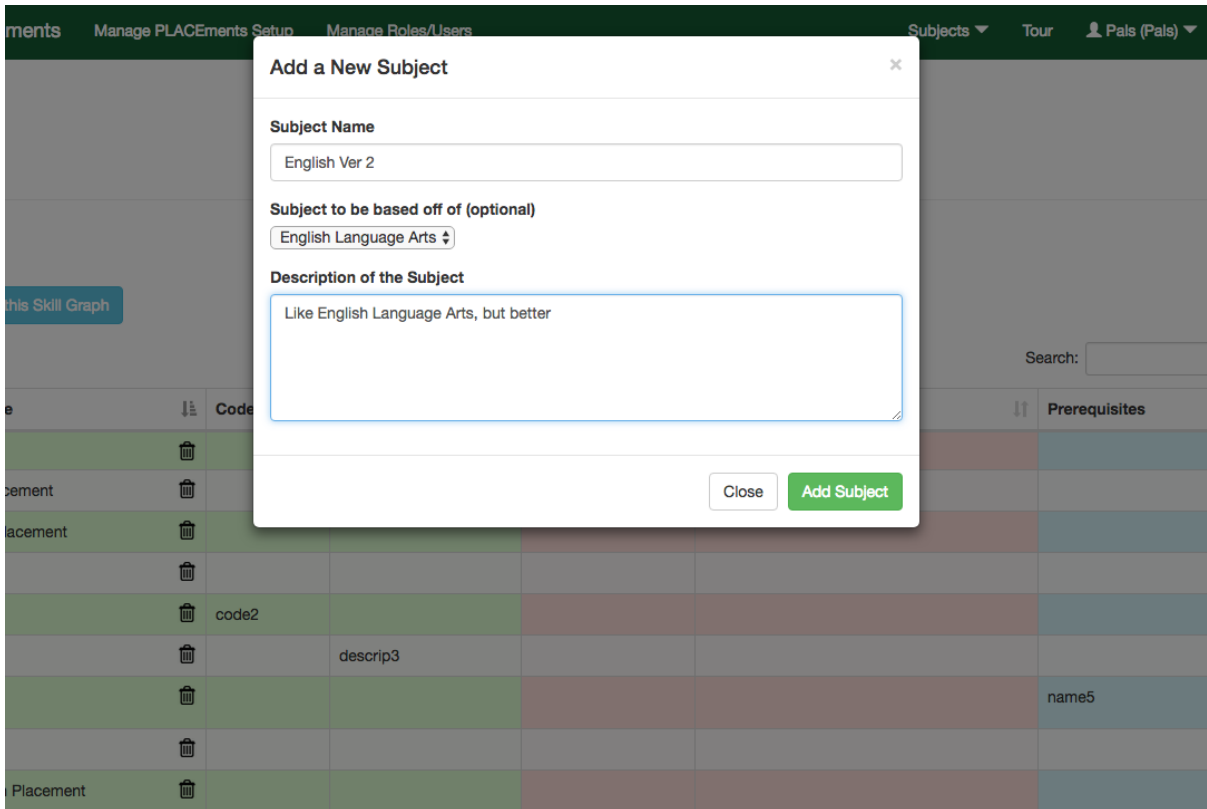 ments Manage PLACEments Setup Manage Roles/Users Subjects Tour Pals (Pals)
Add a New Subject ×
Subject Name
English Ver 2
Subject to be based off of (optional)
English Language Arts
Description of the Subject
Like English Language Arts, but better
this Skill Graph
Search:
e Code Prerequisites
cement
lacement
code2
descrip3
name5
Placement
Close Add Subject